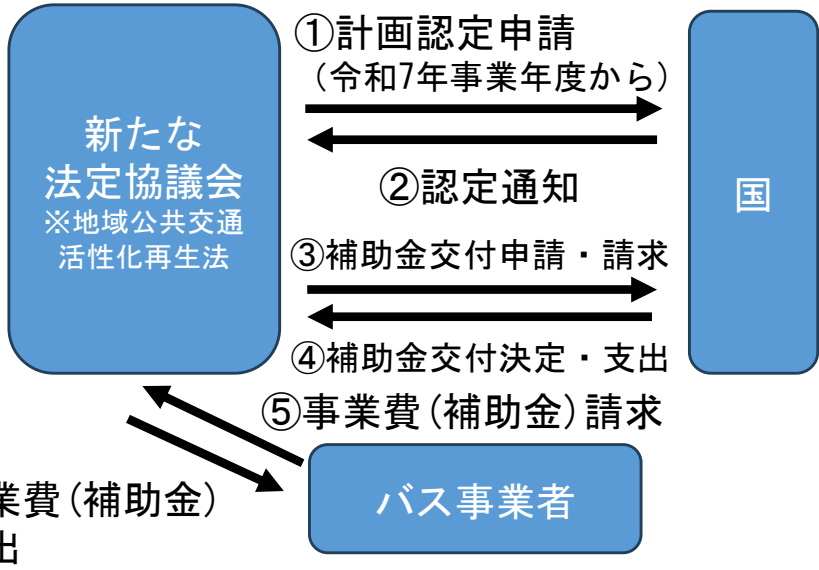 ①計画認定申請
（令和7年事業年度から）
新たな
法定協議会
※地域公共交通
活性化再生法
②認定通知
国
③補助金交付申請・請求
④補助金交付決定・支出
⑤事業費(補助金)請求
バス事業者
業費(補助金)
出